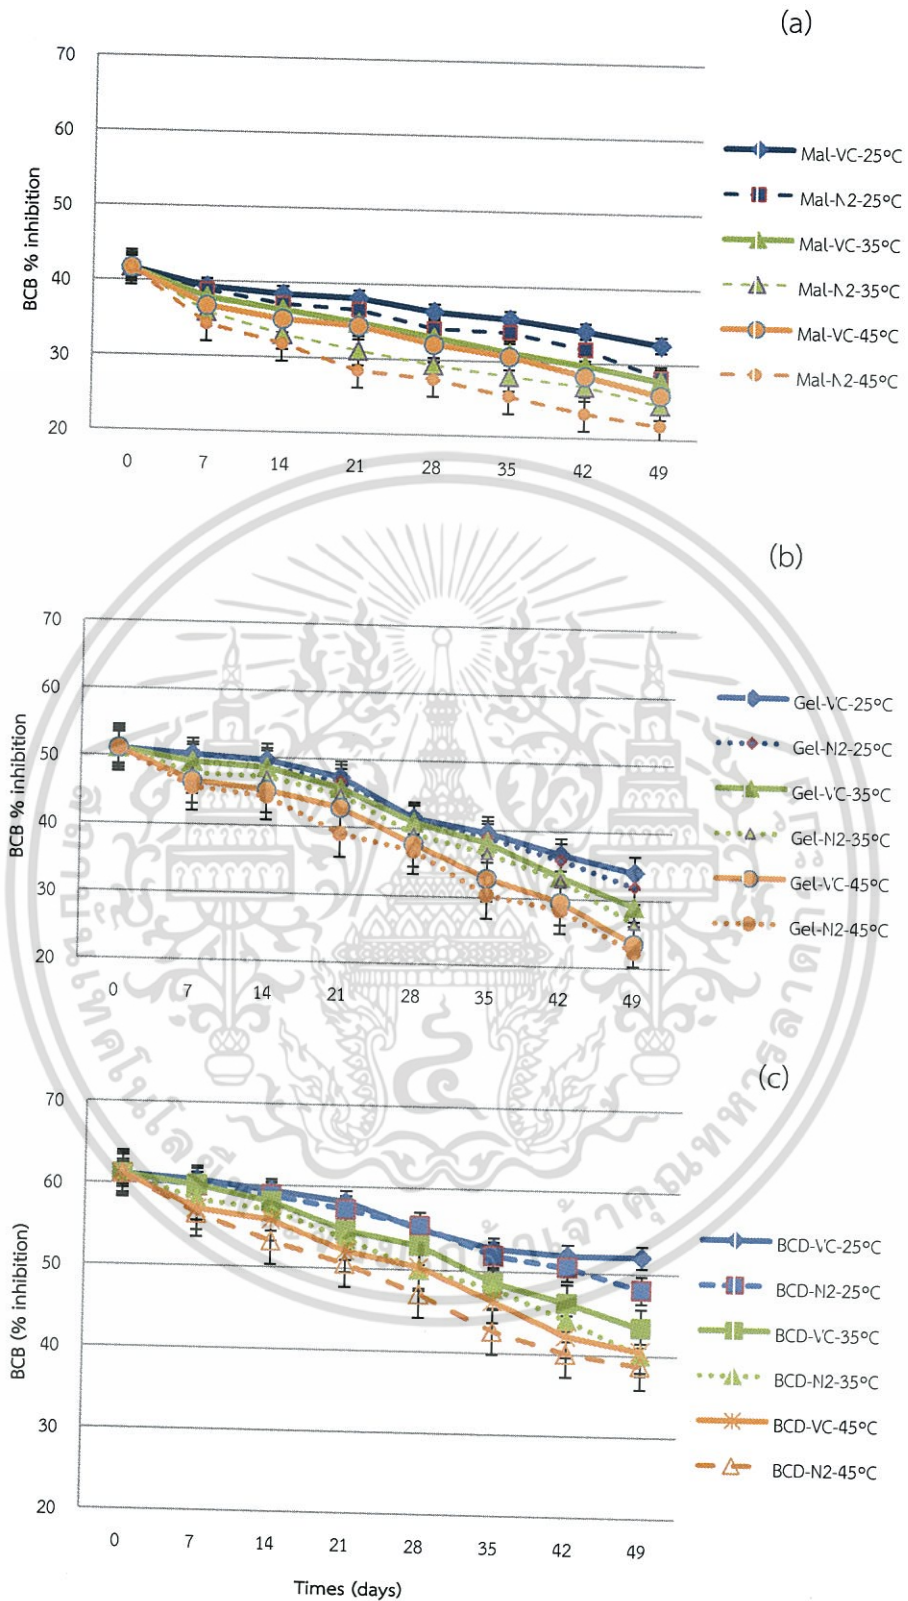 (a)
70
60
50
40
30
20
BCB % inhibition
0 7 14 21 28 35 42 49
Mal-VC-25°C
Mal-N2-25°C
Mal-VC-35°C
Mal-N2-35°C
Mal-VC-45°C
Mal-N2-45°C
(b)
70
60
50
40
30
20
BCB % inhibition
0 7 14 21 28 35 42 49
Gel-VC-25°C
Gel-N2-25°C
Gel-VC-35°C
Gel-N2-35°C
Gel-VC-45°C
Gel-N2-45°C
(c)
70
60
50
40
30
20
BCB (% inhibition)
0 7 14 21 28 35 42 49
Times (days)
BCD-VC-25°C
BCD-N2-25°C
BCD-VC-35°C
BCD-N2-35°C
BCD-VC-45°C
BCD-N2-45°C